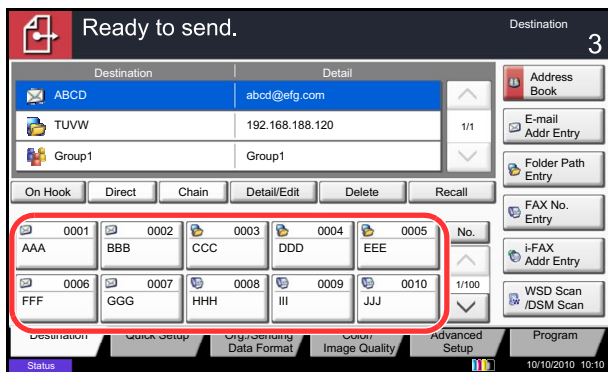 Ready to send.
Destination
3
Destination Detail
ABCD abcd@efg.com
TUVW 192.168.188.120 1/1
Group1 Group1
Address
Book
E-mail
Addr Entry
Folder Path
Entry
FAX No.
Entry
i-FAX
Addr Entry
WSD Scan
/DSM Scan
On Hook Direct Chain Detail/Edit Delete Recall
0001 0002 0003 0004 0005 No.
AAA BBB CCC DDD EEE
0006 0007 0008 0009 0010 1/100
FFF GGG HHH III JJJ
Destination Quick Setup Org./Sending
Data Format Color/
Image Quality Advanced
Setup Program
Status 10/10/2010 10:10